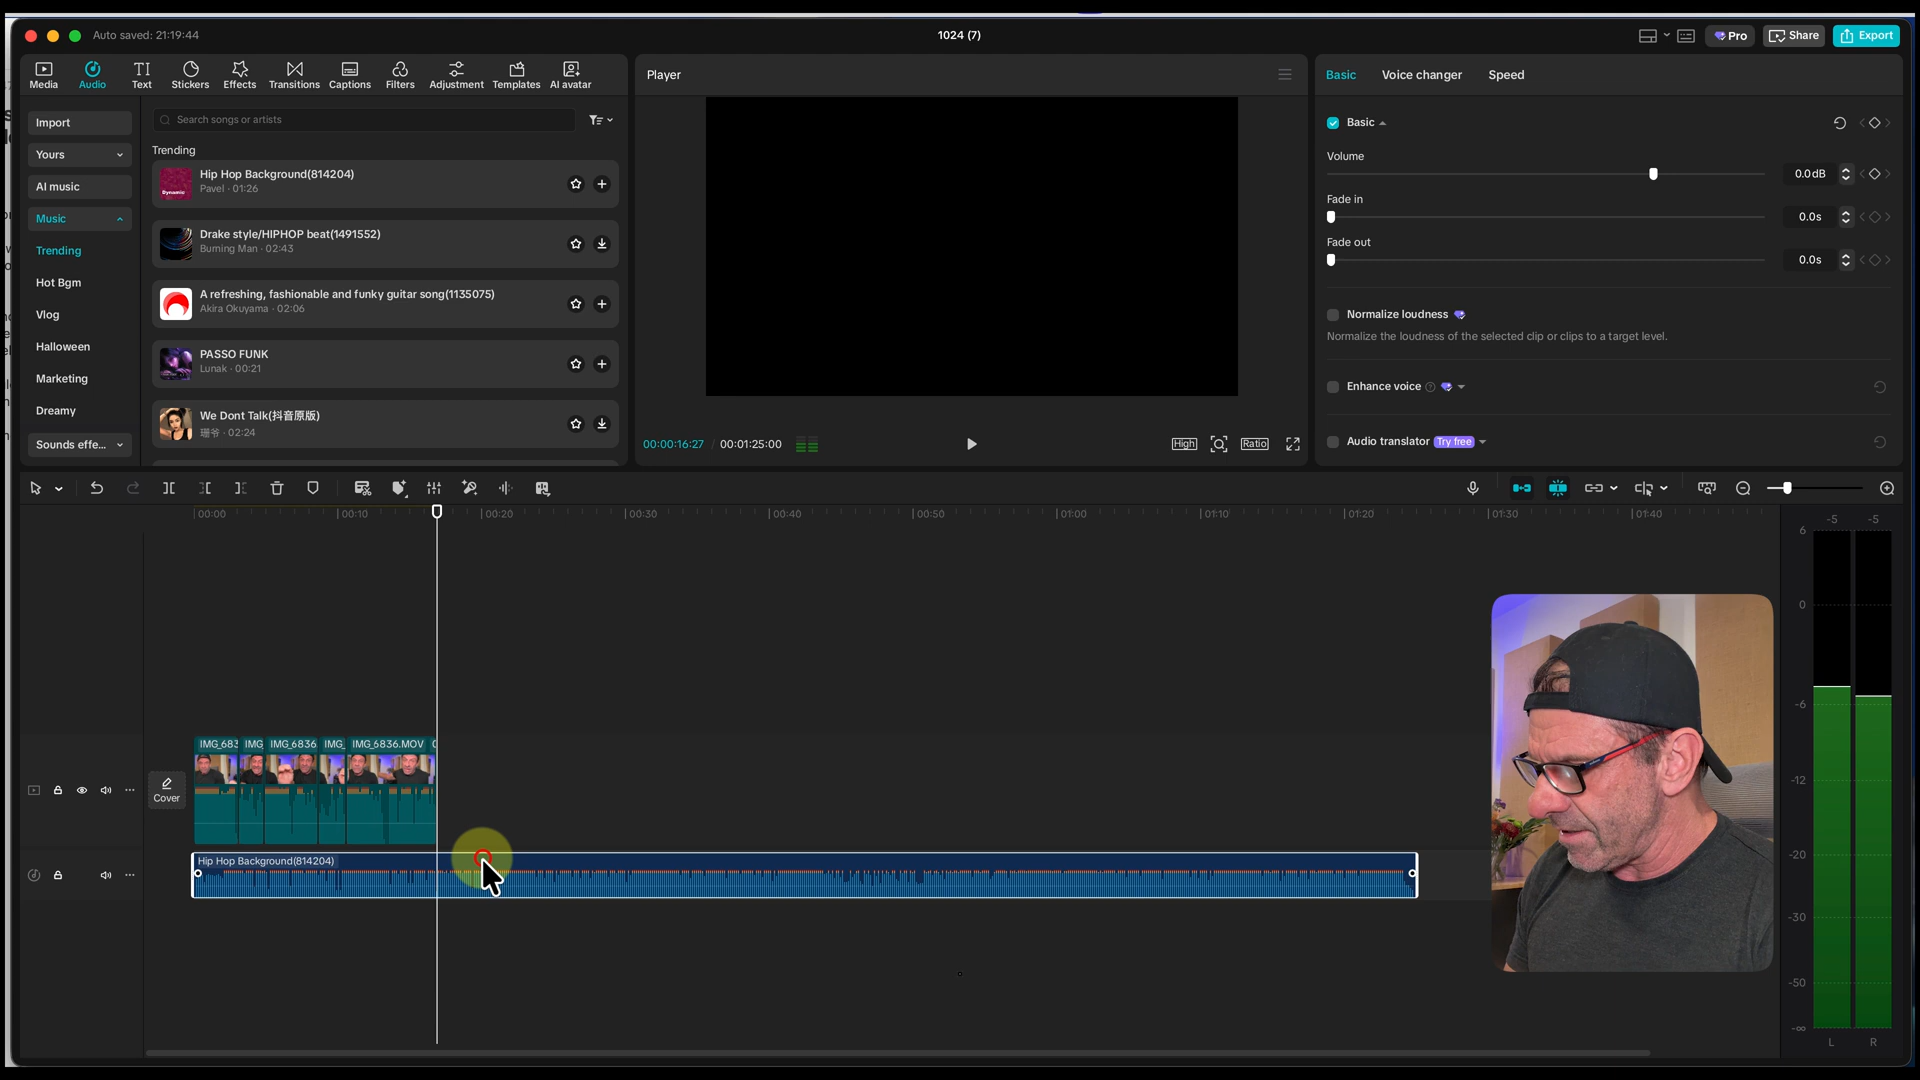 Auto saved: 21:19:44
1024 (7)
Pro
Share
Export
Media
Audio
Text
Stickers
Effects
Transitions
Captions
Filters
Adjustment
Templates
AI avatar
Import
Yours
AI music
Music
Trending
Hot Bgm
Vlog
Halloween
Marketing
Dreamy
Sounds effe...
Search songs or artists
Trending
Hip Hop Background(814204)
Pavel · 01:26
Drake style/HIPHOP beat(1491552)
Burning Man · 02:43
A refreshing, fashionable and funky guitar song(1135075)
Akira Okuyama · 02:06
PASSO FUNK
Lunak · 00:21
We Dont Talk(抖音原版)
珊爷 · 02:24
Player
00:00:16:27 / 00:01:25:00
High
Ratio
Basic
Voice changer
Speed
Basic
Volume
0.0dB
Fade in
0.0s
Fade out
0.0s
Normalize loudness
Normalize the loudness of the selected clip or clips to a target level.
Enhance voice
Audio translator Try free
00:00
00:10
00:20
00:30
00:40
00:50
01:00
01:10
01:20
01:30
01:40
Cover
IMG_683
IMG_
IMG_6836
IMG_
IMG_6836.MOV
Hip Hop Background(814204)
-5
-5
6
0
-6
-12
-20
-30
-50
-∞
L
R